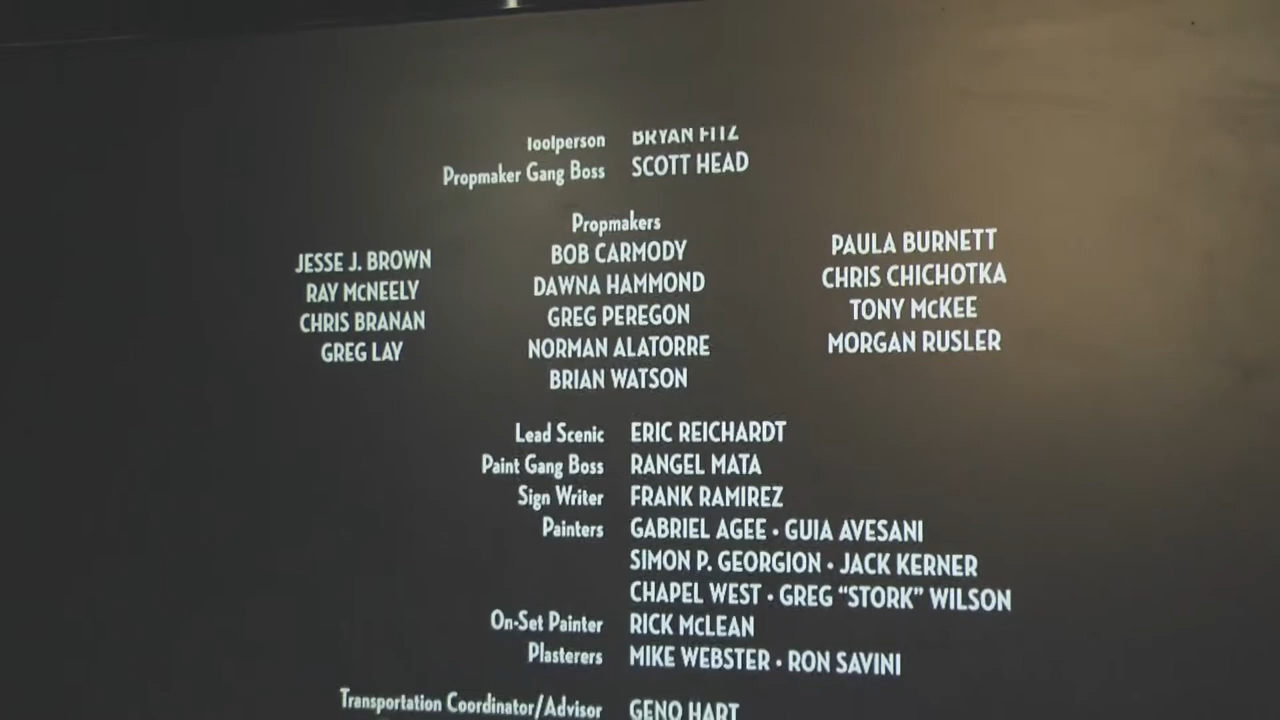 Toolperson BRYAN FITZ
Propmaker Gang Boss SCOTT HEAD
Propmakers
JESSE J. BROWN BOB CARMODY PAULA BURNETT
RAY McNEELY DAWNA HAMMOND CHRIS CHICHOTKA
CHRIS BRANAN GREG PEREGON TONY McKEE
GREG LAY NORMAN ALATORRE MORGAN RUSLER
BRIAN WATSON
Lead Scenic ERIC REICHARDT
Paint Gang Boss RANGEL MATA
Sign Writer FRANK RAMIREZ
Painters GABRIEL AGEE • GUIA AVESANI
SIMON P. GEORGION • JACK KERNER
CHAPEL WEST • GREG “STORK” WILSON
On-Set Painter RICK McLEAN
Plasterers MIKE WEBSTER • RON SAVINI
Transportation Coordinator/Advisor GENO HART